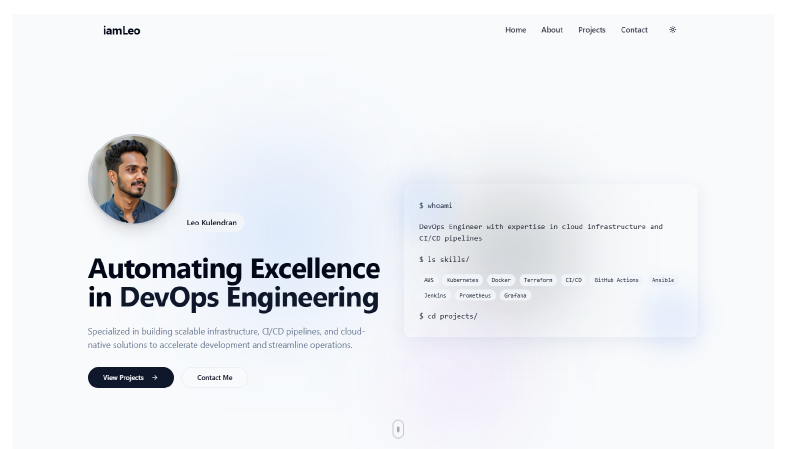 iamLeo
Home About Projects Contact
Leo Kulendran
Automating Excellence
in DevOps Engineering
Specialized in building scalable infrastructure, CI/CD pipelines, and cloud-
native solutions to accelerate development and streamline operations.
View Projects →
Contact Me
$ whoami
DevOps Engineer with expertise in cloud infrastructure and
CI/CD pipelines
$ ls skills/
AWS Kubernetes Docker Terraform CI/CD GitHub Actions Ansible
Jenkins Prometheus Grafana
$ cd projects/